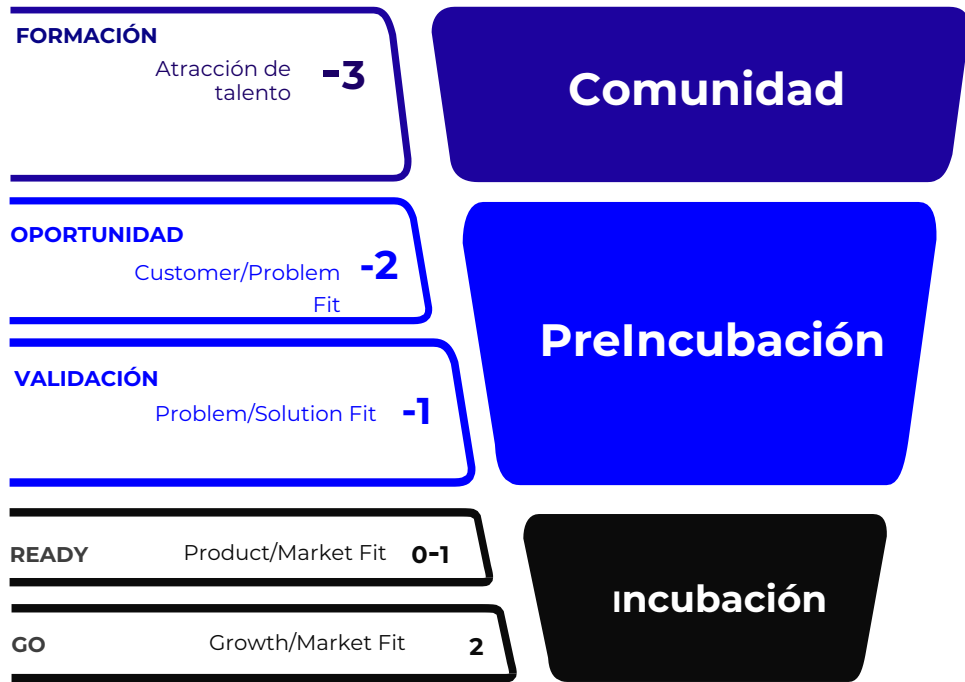 FORMACIÓN
Atracción de
talento
-3
Comunidad
OPORTUNIDAD
Customer/Problem
Fit
-2
PreIncubación
VALIDACIÓN
Problem/Solution Fit
-1
READY
Product/Market Fit
0-1
Incubación
GO
Growth/Market Fit
2